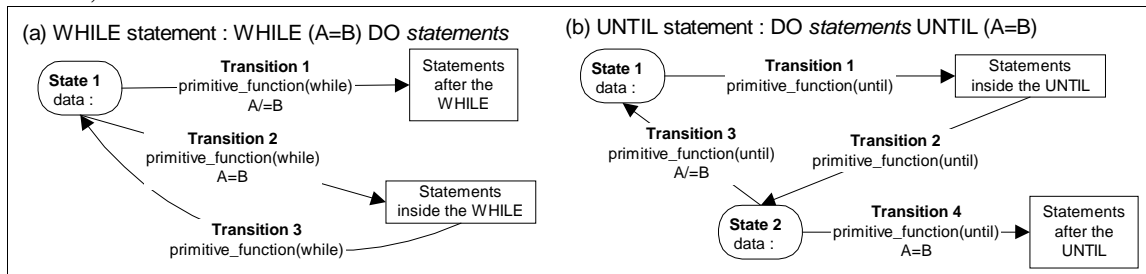 (a) WHILE statement : WHILE (A=B) DO statements
State 1
data :
Transition 1
primitive_function(while)
A/=B
Statements
after the
WHILE
Transition 2
primitive_function(while)
A=B
Statements
inside the WHILE
Transition 3
primitive_function(while)
(b) UNTIL statement : DO statements UNTIL (A=B)
State 1
data :
Transition 1
primitive_function(until)
Statements
inside the UNTIL
Transition 3
primitive_function(until)
A/=B
Transition 2
primitive_function(until)
State 2
data :
Transition 4
primitive_function(until)
A=B
Statements
after the
UNTIL